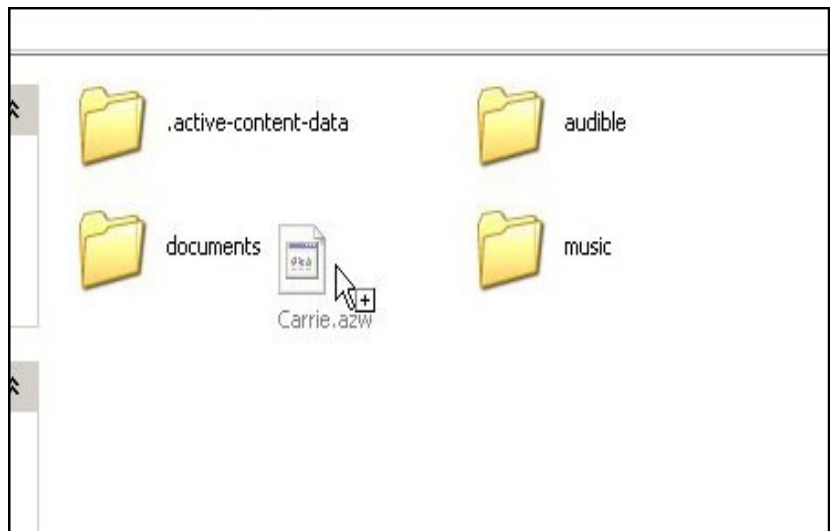 .active-content-data
audible
documents
music
Carrie.azw